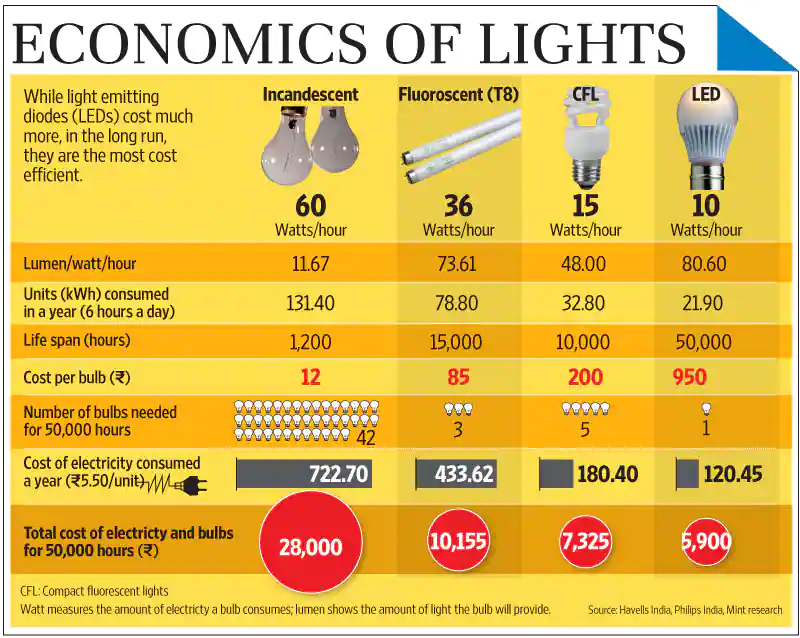 ECONOMICS OF LIGHTS
While light emitting
diodes (LEDs) cost much
more, in the long run,
they are the most cost
efficient.
Incandescent
Fluoroscent (T8)
CFL
LED
60
Watts/hour
36
Watts/hour
15
Watts/hour
10
Watts/hour
Lumen/watt/hour 11.67 73.61 48.00 80.60
Units (kWh) consumed
in a year (6 hours a day) 131.40 78.80 32.80 21.90
Life span (hours) 1,200 15,000 10,000 50,000
Cost per bulb (₹) 12 85 200 950
Number of bulbs needed
for 50,000 hours 42 3 5 1
Cost of electricity consumed
a year (₹5.50/unit) 722.70 433.62 180.40 120.45
Total cost of electricty and bulbs
for 50,000 hours (₹) 28,000 10,155 7,325 5,900
CFL: Compact fluorescent lights
Watt measures the amount of electricty a bulb consumes; lumen shows the amount of light the bulb will provide.
Source: Havells India, Philips India, Mint research